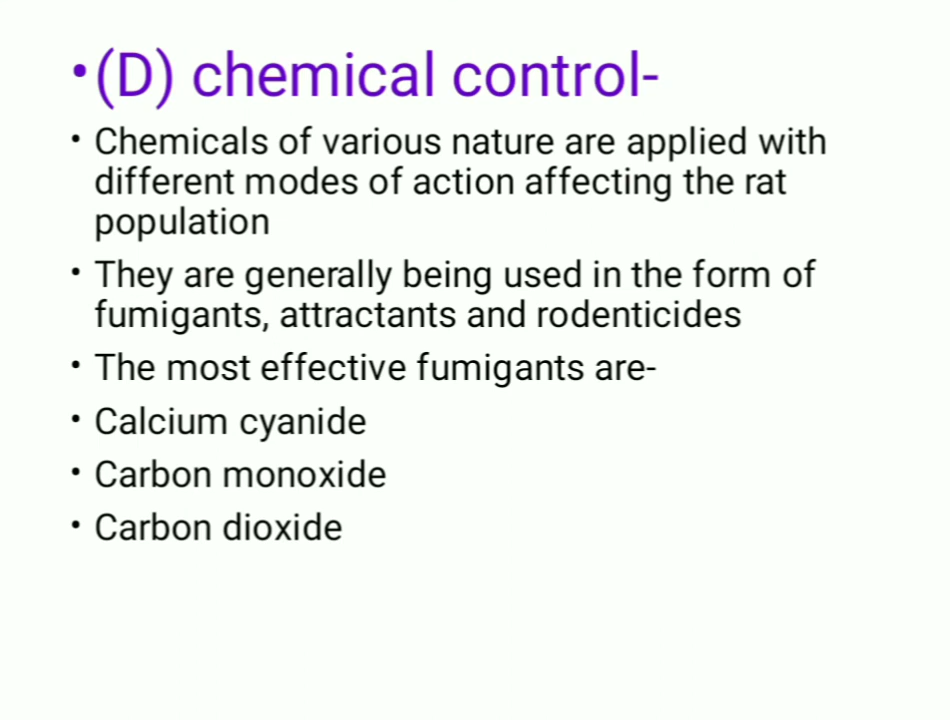 •(D) chemical control-
• Chemicals of various nature are applied with
different modes of action affecting the rat
population
• They are generally being used in the form of
fumigants, attractants and rodenticides
• The most effective fumigants are-
• Calcium cyanide
• Carbon monoxide
• Carbon dioxide